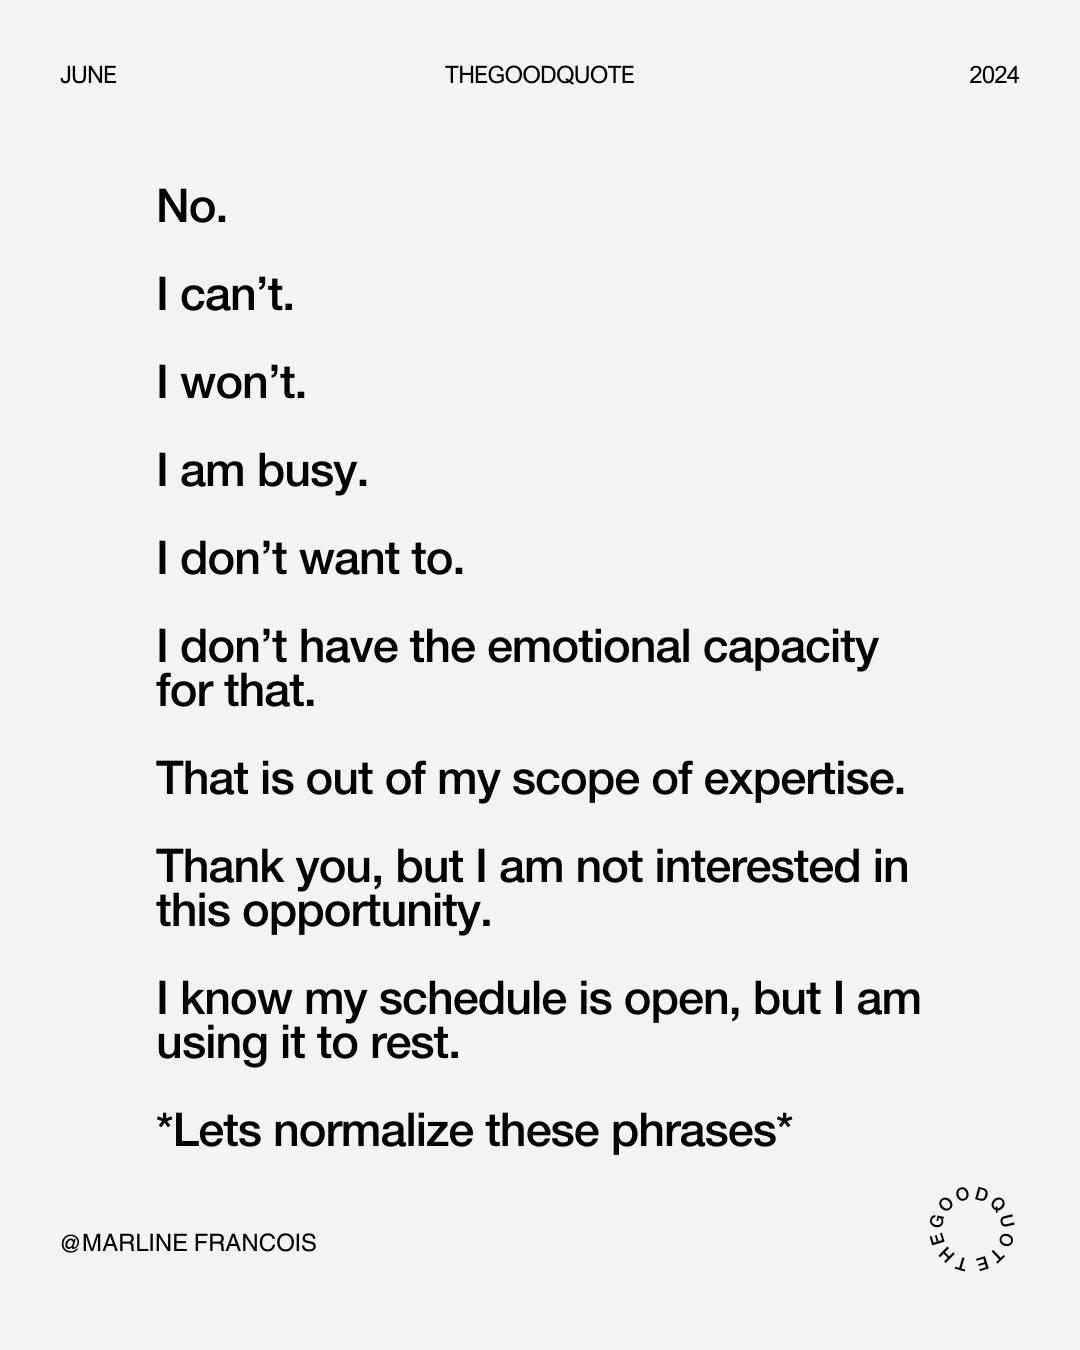 JUNE THEGOODQUOTE 2024
No.
I can’t.
I won’t.
I am busy.
I don’t want to.
I don’t have the emotional capacity
for that.
That is out of my scope of expertise.
Thank you, but I am not interested in
this opportunity.
I know my schedule is open, but I am
using it to rest.
*Lets normalize these phrases*
@MARLINE FRANCOIS
THEGOODQUOTE